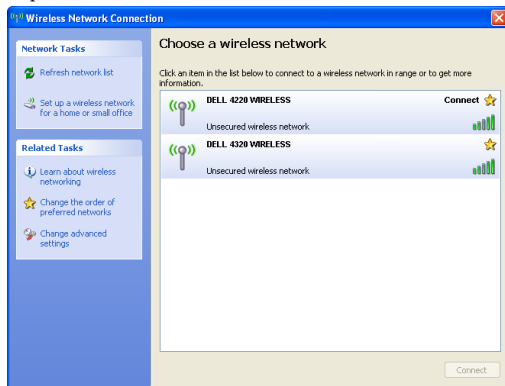 Wireless Network Connection
Network Tasks
Refresh network list
Set up a wireless network
for a home or small office
Related Tasks
Learn about wireless
networking
Change the order of
preferred networks
Change advanced
settings
Choose a wireless network
Click an item in the list below to connect to a wireless network in range or to get more
information.
DELL 4220 WIRELESS Connect
Unsecured wireless network
DELL 4320 WIRELESS
Unsecured wireless network
Connect